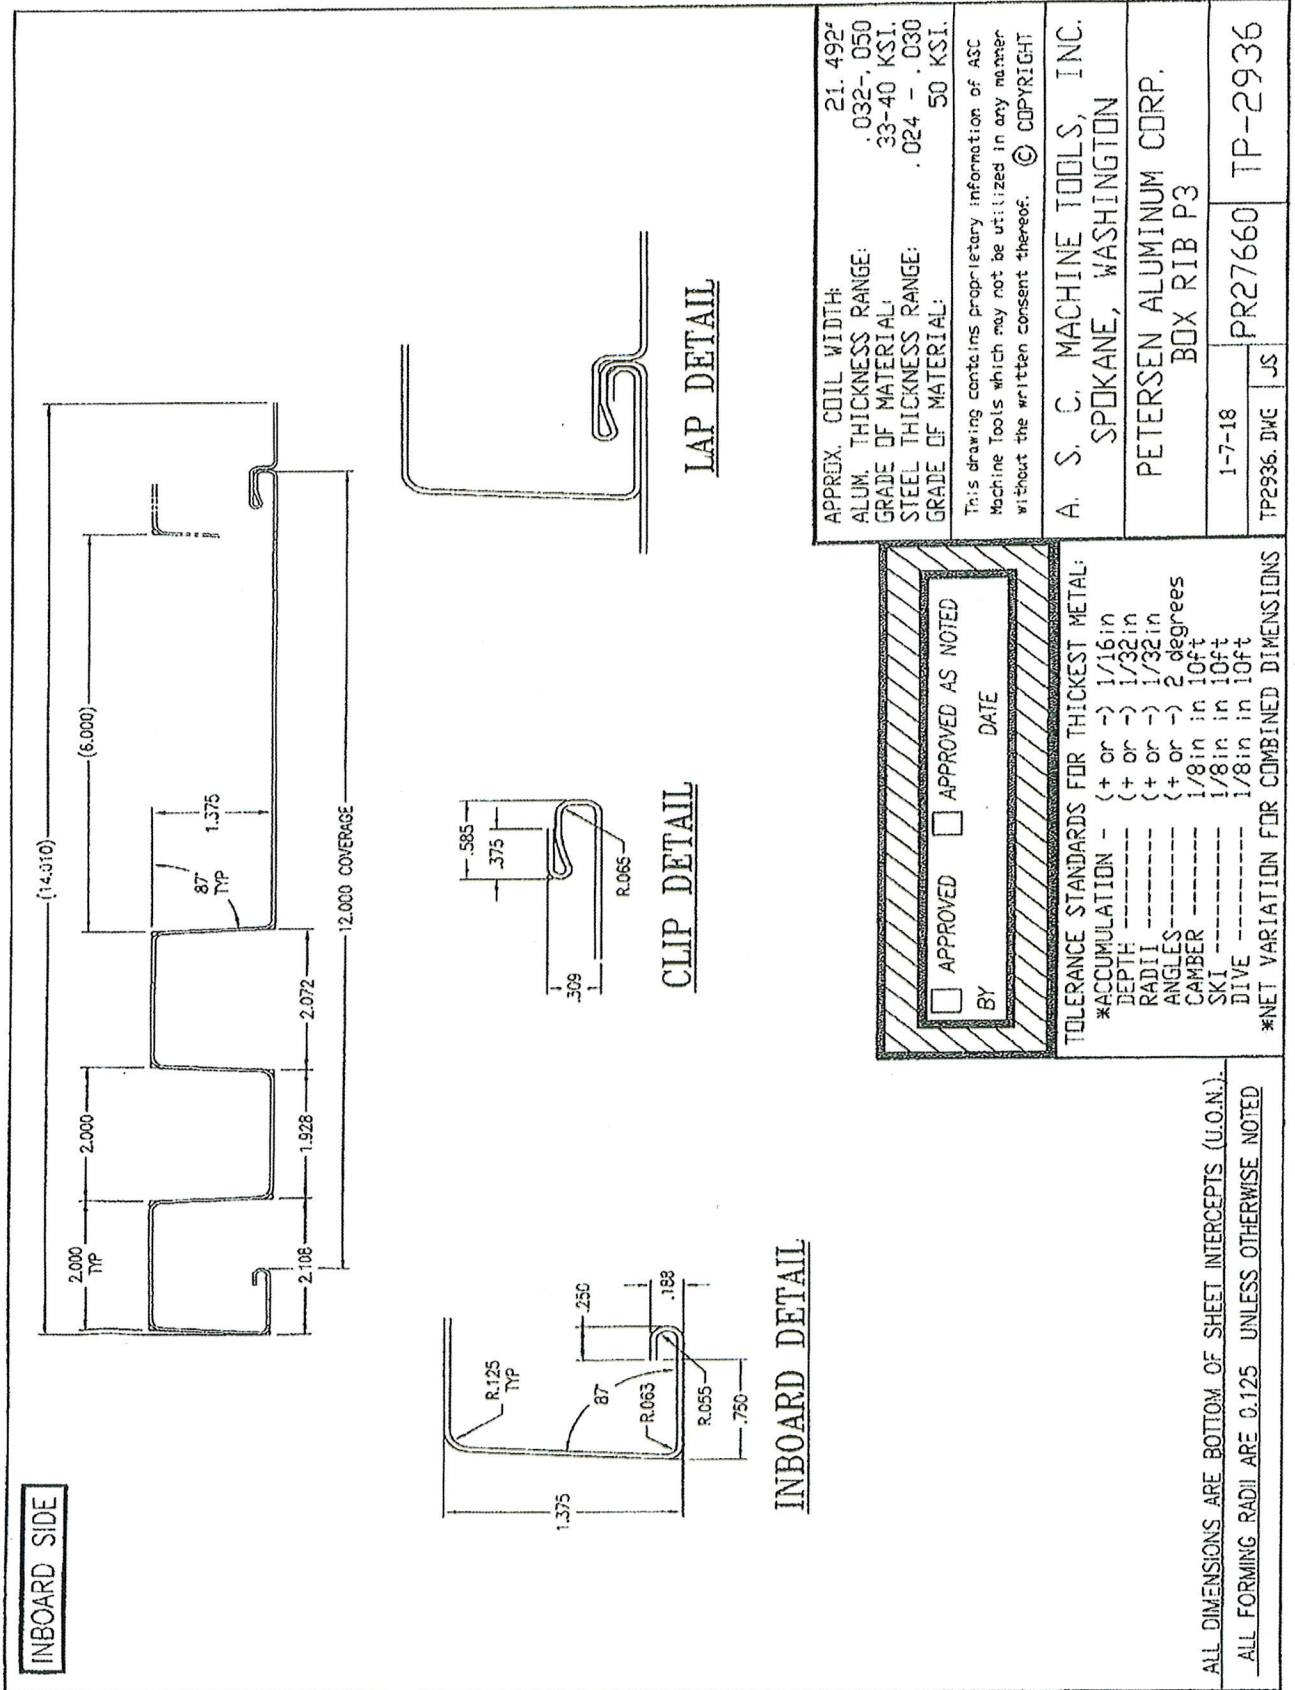 INBOARD SIDE
(14.010)
2.000
TYP
2.000
(6.000)
87°
TYP
1.375
2.108
1.928
2.072
12.000 COVERAGE
1.375
R.125
TYP
87°
R.063
R.055
.250
.188
.750
INBOARD DETAIL
.585
.375
.309
R.065
CLIP DETAIL
LAP DETAIL
ALL DIMENSIONS ARE BOTTOM OF SHEET INTERCEPTS (U.O.N.).
ALL FORMING RADII ARE 0.125 UNLESS OTHERWISE NOTED
APPROVED
APPROVED AS NOTED
BY
DATE
TOLERANCE STANDARDS FOR THICKEST METAL:
*ACCUMULATION - (+ or -) 1/16in
DEPTH --------- (+ or -) 1/32in
RADII --------- (+ or -) 1/32in
ANGLES--------- (+ or -) 2 degrees
CAMBER -------- 1/8in in 10ft
SKI ----------- 1/8in in 10ft
DIVE ---------- 1/8in in 10ft
*NET VARIATION FOR COMBINED DIMENSIONS
APPROX. COIL WIDTH: 21.492"
ALUM. THICKNESS RANGE: .032-.050
GRADE OF MATERIAL: 33-40 KSI.
STEEL THICKNESS RANGE: .024 - .030
GRADE OF MATERIAL: 50 KSI.
This drawing contains proprietary information of ASC
Machine Tools which may not be utilized in any manner
without the written consent thereof. © COPYRIGHT
A. S. C. MACHINE TOOLS, INC.
SPOKANE, WASHINGTON
PETERSEN ALUMINUM CORP.
BOX RIB P3
1-7-18
PR27660
TP-2936
TP2936.DWG
JS